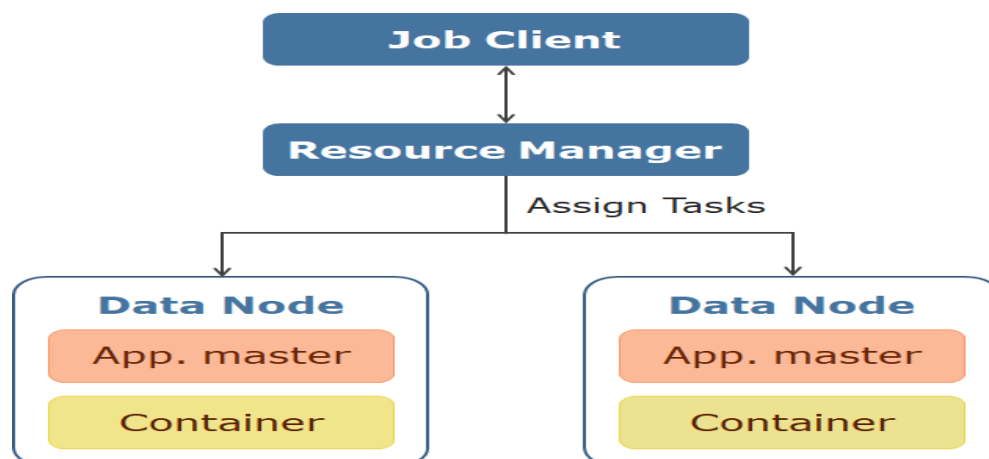 Job Client
Resource Manager
Assign Tasks
Data Node
App. master
Container
Data Node
App. master
Container